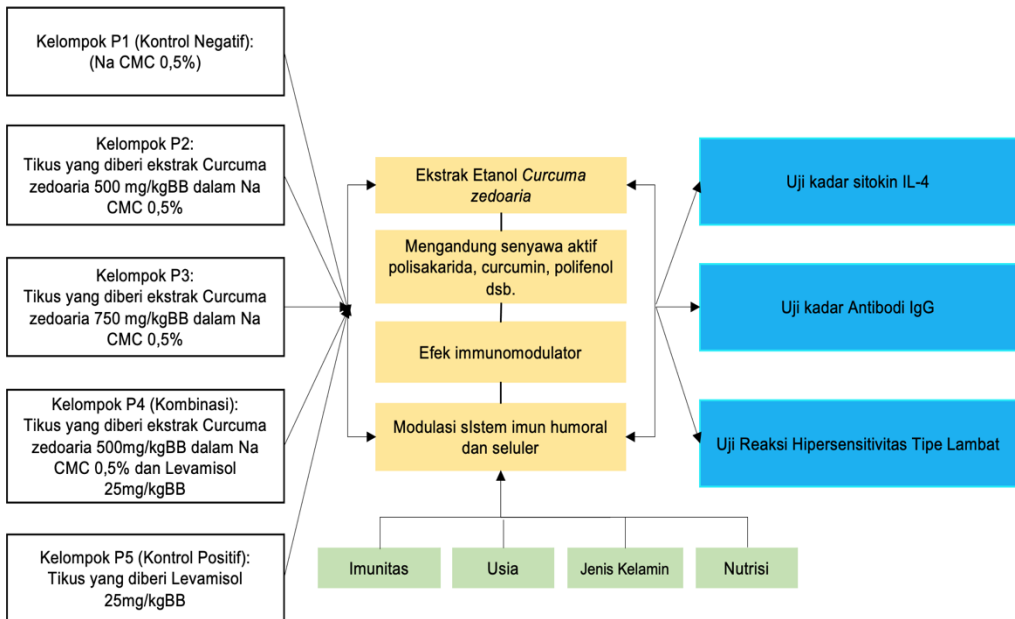 Kelompok P1 (Kontrol Negatif):
(Na CMC 0,5%)
Kelompok P2:
Tikus yang diberi ekstrak Curcuma
zedoaria 500 mg/kgBB dalam Na
CMC 0,5%
Kelompok P3:
Tikus yang diberi ekstrak Curcuma
zedoaria 750 mg/kgBB dalam Na
CMC 0,5%
Kelompok P4 (Kombinasi):
Tikus yang diberi ekstrak Curcuma
zedoaria 500mg/kgBB dalam Na
CMC 0,5% dan Levamisol
25mg/kgBB
Kelompok P5 (Kontrol Positif):
Tikus yang diberi Levamisol
25mg/kgBB
Ekstrak Etanol Curcuma
zedoaria
Mengandung senyawa aktif
polisakarida, curcumin, polifenol
dsb.
Efek immunomodulator
Modulasi sIstem imun humoral
dan seluler
Imunitas
Usia
Jenis Kelamin
Nutrisi
Uji kadar sitokin IL-4
Uji kadar Antibodi IgG
Uji Reaksi Hipersensitivitas Tipe Lambat